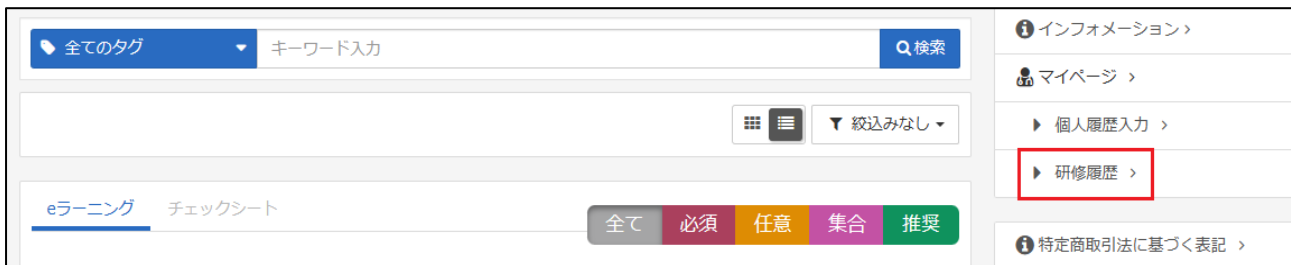 全てのタグ
キーワード入力
検索
絞込みなし
eラーニング
チェックシート
全て
必須
任意
集合
推奨
インフォメーション >
マイページ >
個人履歴入力 >
研修履歴 >
特定商取引法に基づく表記 >